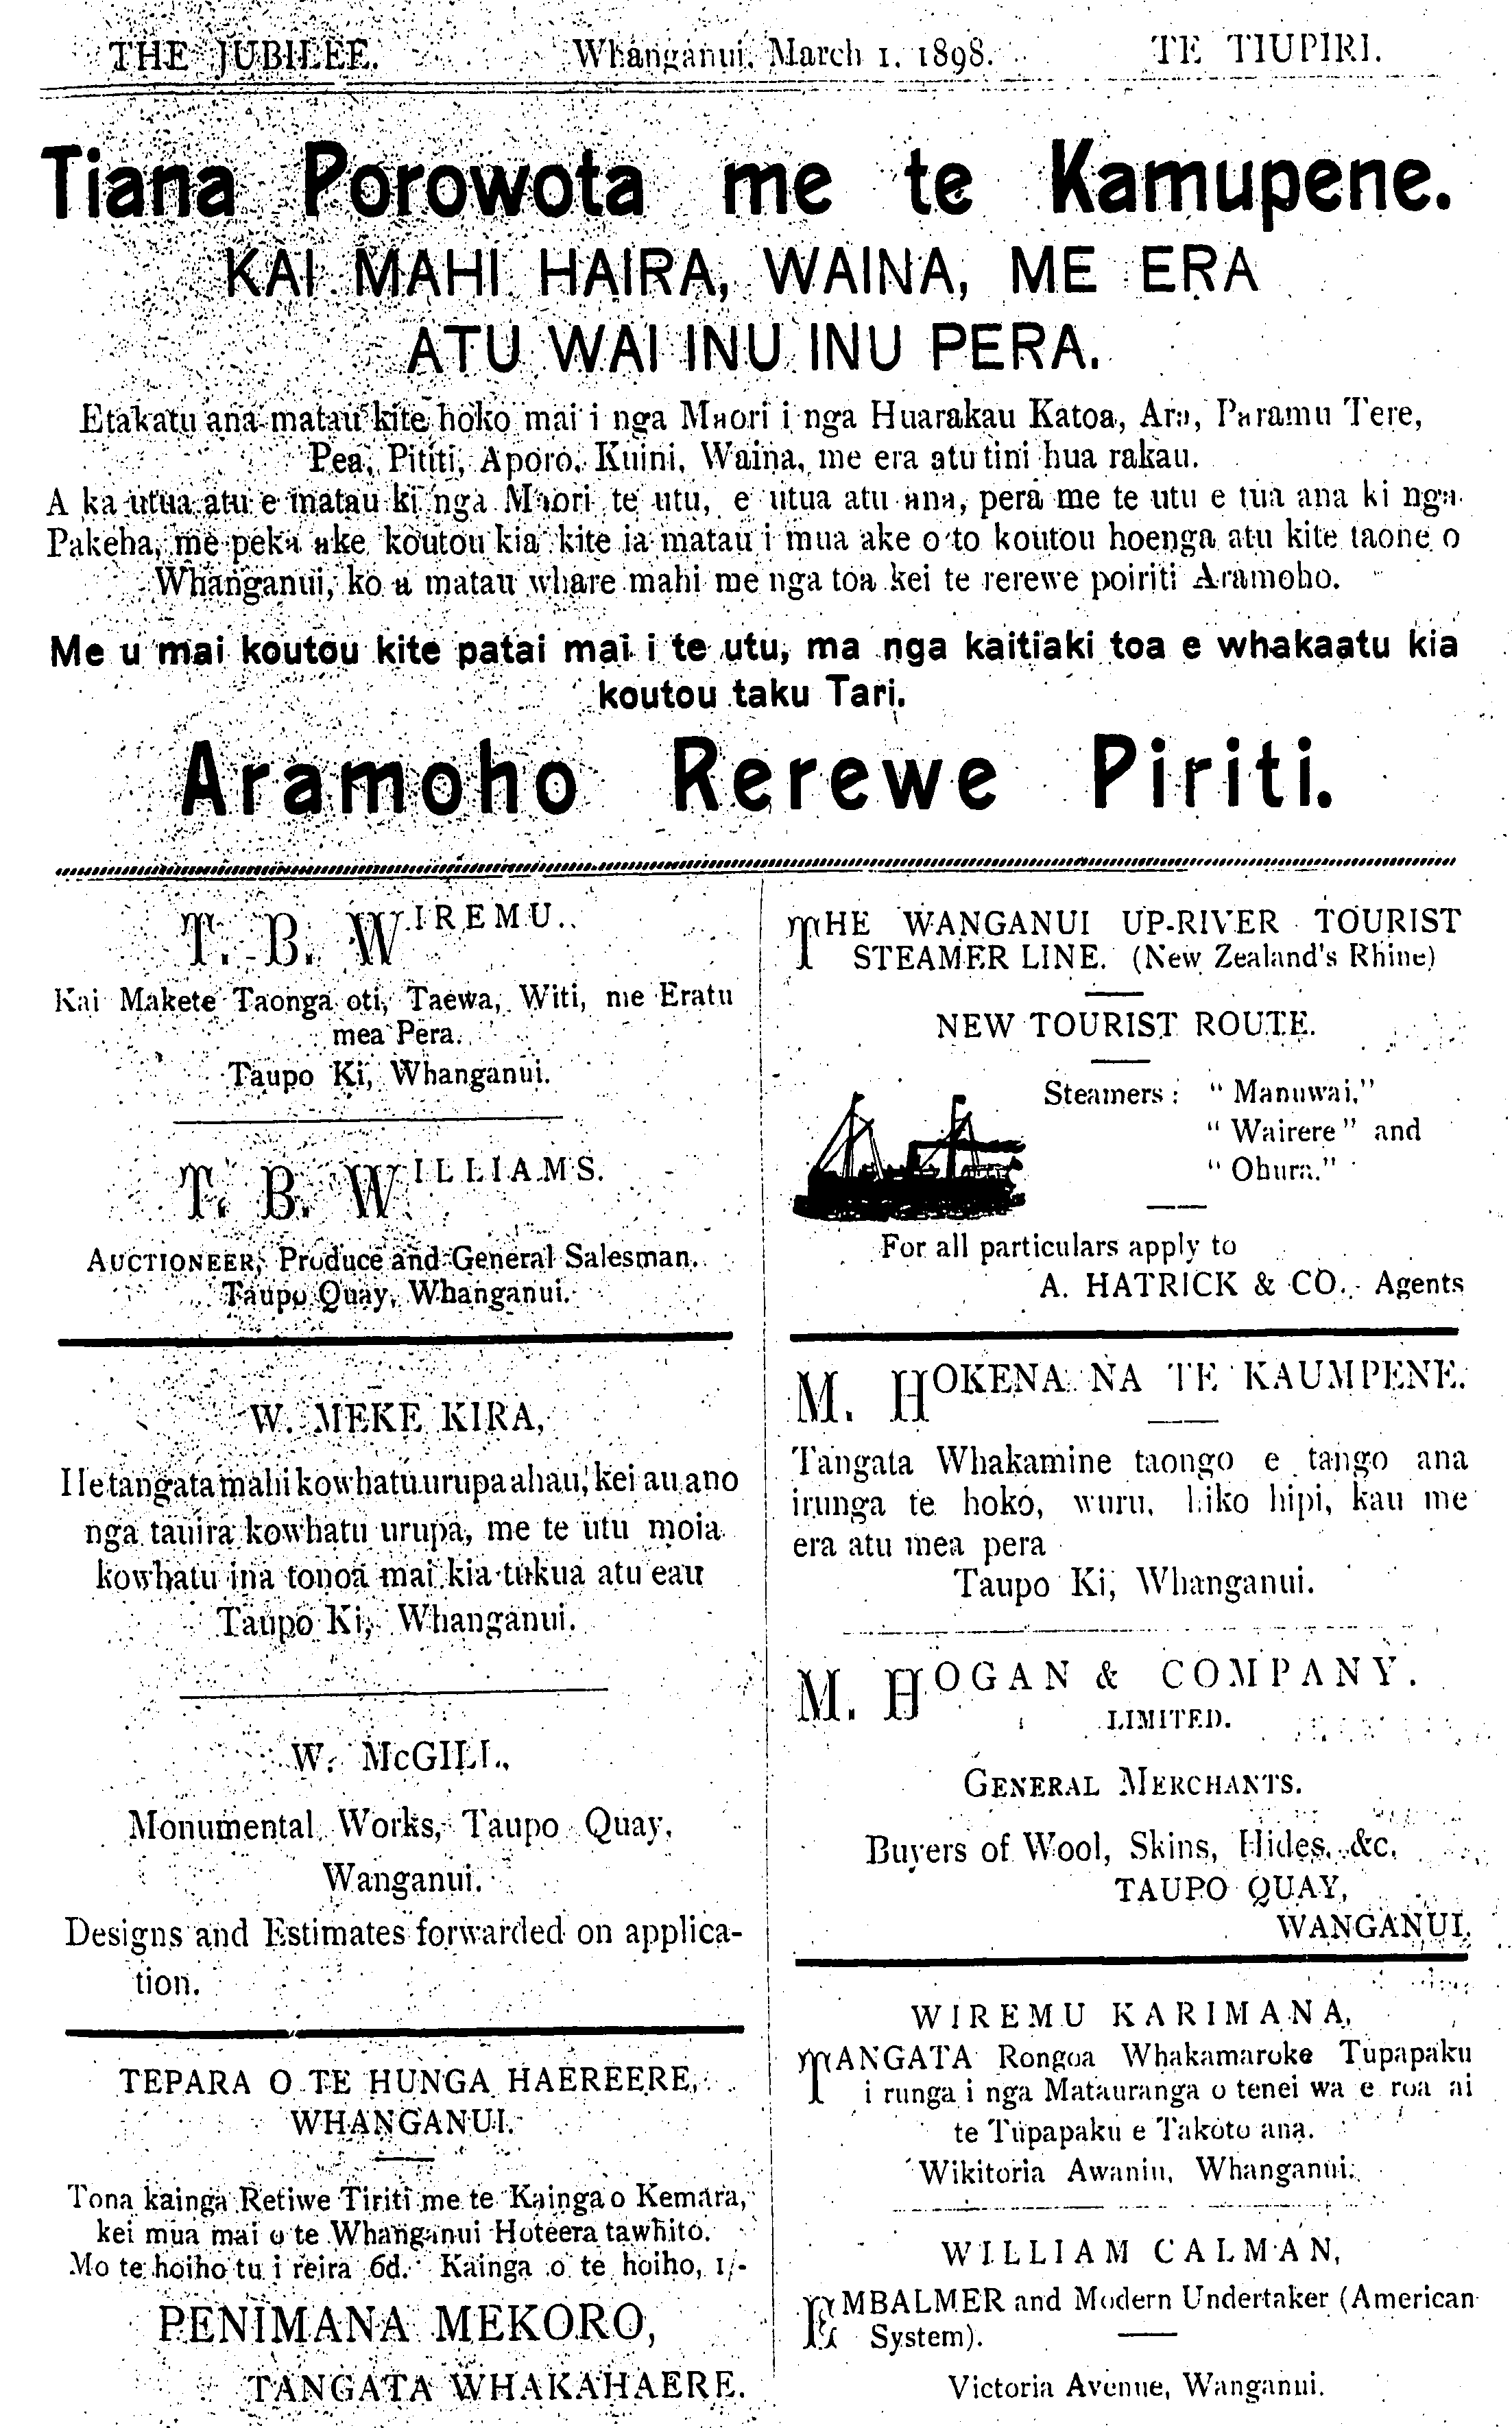 THE JUBILEE. Whanganui, March 1, 1898. TE TIUPIRI.
Tiana Porowota me te Kamupene.
KAI MAHI HAIRA, WAINA, ME ERA
ATU WAI INU INU PERA.
Etakatu ana matau kite hoko mai i nga Maori i nga Huarakau Katoa, Ara, Paramu Tere,
Pea, Pititi, Aporo, Kuini, Waina, me era atu tini hua rakau.
A ka utua atu e matau ki nga Maori te utu, e utua atu ana, pera me te utu e tua ana ki nga
Pakeha, me peka ake koutou kia kite ia matau i mua ake o to koutou hoenga atu kite taone o
Whanganui, ko a matau whare mahi me nga toa kei te rerewe poiriti Aramoho.
Me u mai koutou kite patai mai i te utu, ma nga kaitiaki toa e whakaatu kia
koutou taku Tari.
Aramoho Rerewe Piriti.
T. B. WIREMU.
Kai Makete Taonga oti, Taewa, Witi, me Eratu
mea Pera.
Taupo Ki, Whanganui.
T. B. WILLIAMS.
AUCTIONEER, Produce and General Salesman.
Taupo Quay, Whanganui.
W. MEKE KIRA,
He tangata mahi kowhatu urupa ahau, kei au ano
nga tauira kowhatu urupa, me te utu moia
kowhatu ina tonoa mai kia tukua atu eau
Taupo Ki, Whanganui.
W. McGILL,
Monumental Works, Taupo Quay,
Wanganui.
Designs and Estimates forwarded on applica-
tion.
TEPARA O TE HUNGA HAEREERE,
WHANGANUI.
Tona kainga Retiwe Tiriti me te Kainga o Kemara,
kei mua mai o te Whanganui Hoteera tawhito.
Mo te hoiho tu i reira 6d. Kainga o te hoiho, 1/-
PENIMANA MEKORO,
TANGATA WHAKAHAERE.
THE WANGANUI UP-RIVER TOURIST
STEAMER LINE. (New Zealand's Rhine)
NEW TOURIST ROUTE.
Steamers: "Manuwai,"
"Wairere" and
"Ohura."
For all particulars apply to
A. HATRICK & CO. Agents
M. HOKENA NA TE KAUMPENE.
Tangata Whakamine taongo e tango ana
irunga te hoko, wuru, hiko hipi, kau me
era atu mea pera
Taupo Ki, Whanganui.
M. HOGAN & COMPANY.
LIMITED.
GENERAL MERCHANTS.
Buyers of Wool, Skins, Hides, &c,
TAUPO QUAY,
WANGANUI.
WIREMU KARIMANA,
TANGATA Rongoa Whakamaroke Tupapaku
i runga i nga Matauranga o tenei wa e roa ai
te Tupapaku e Takoto ana.
Wikitoria Awaniu, Whanganui.
WILLIAM CALMAN,
EMBALMER and Modern Undertaker (American
System).
Victoria Avenue, Wanganui.